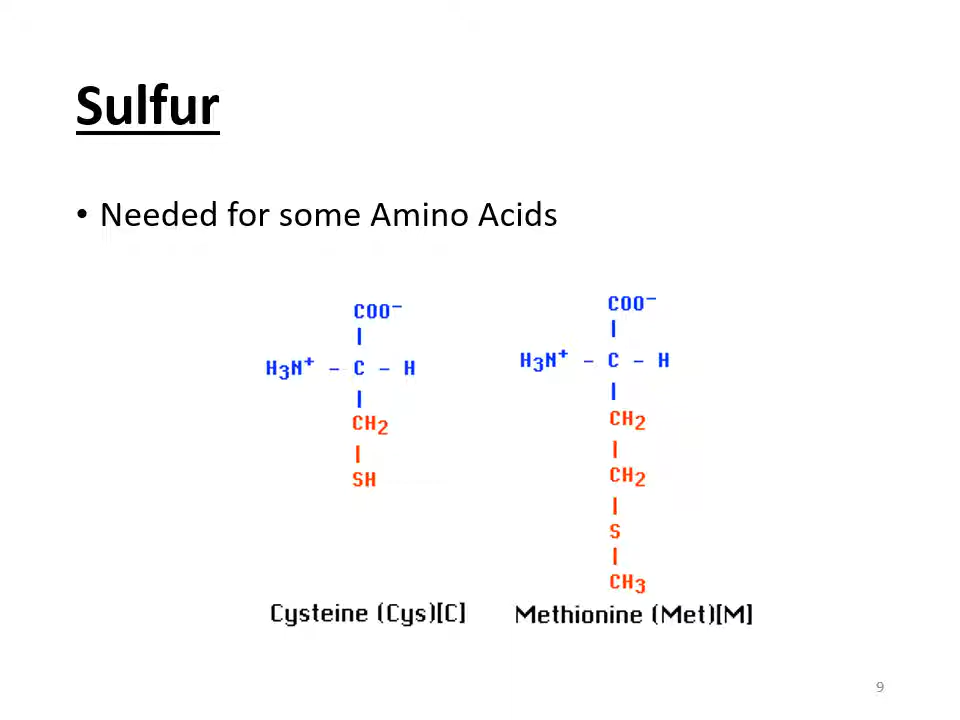 Sulfur
• Needed for some Amino Acids
COO⁻
|
H₃N⁺ – C – H
|
CH₂
|
SH
Cysteine (Cys)[C]
COO⁻
|
H₃N⁺ – C – H
|
CH₂
|
CH₂
|
S
|
CH₃
Methionine (Met)[M]
9